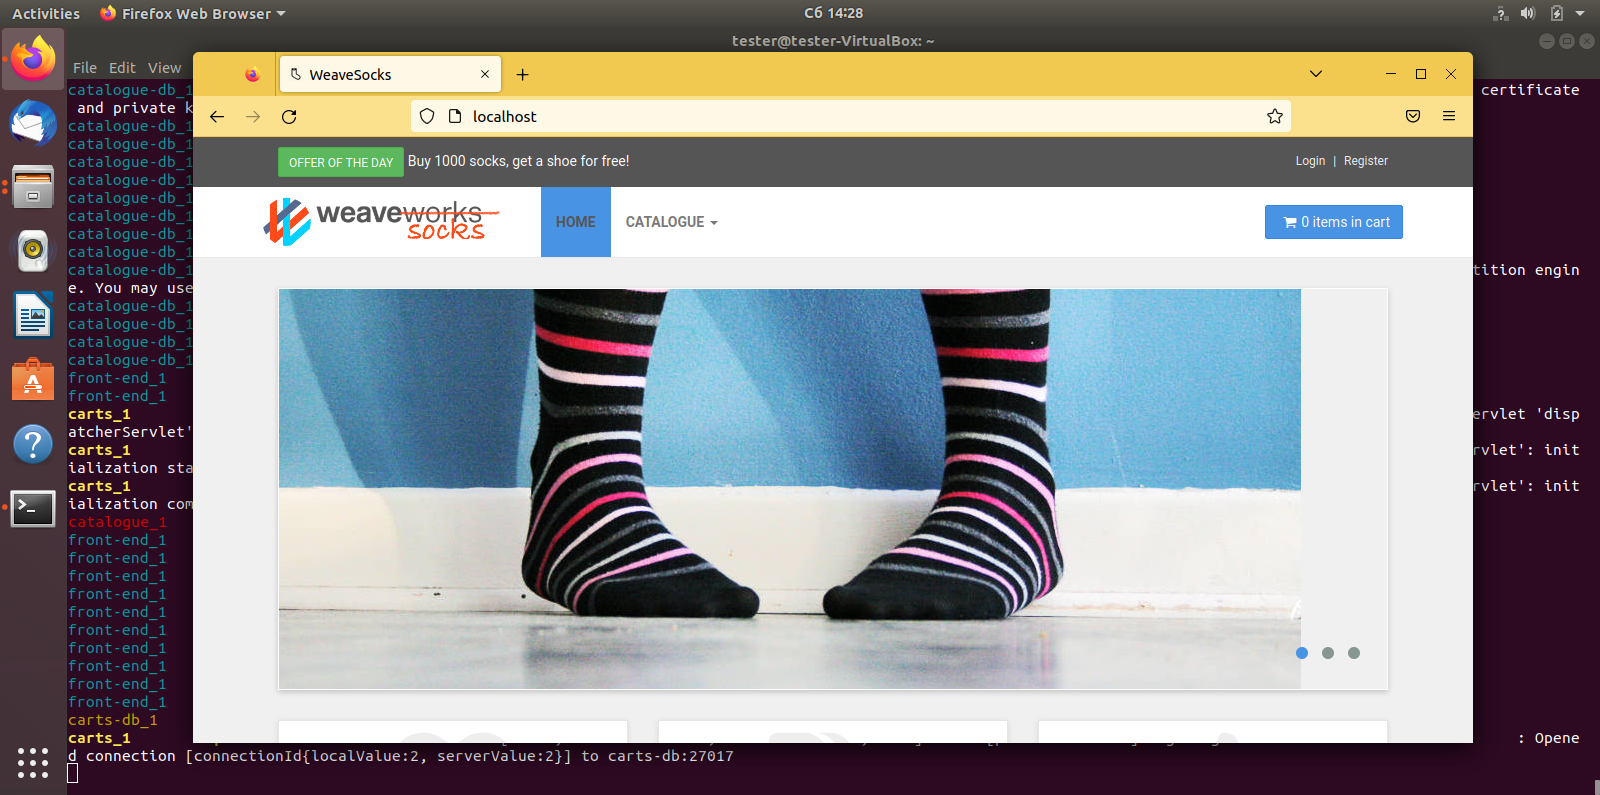 Activities Firefox Web Browser Сб 14:28
tester@tester-VirtualBox: ~
File Edit View
WeaveSocks
localhost
OFFER OF THE DAY Buy 1000 socks, get a shoe for free! Login | Register
weaveworks
socks
HOME CATALOGUE 0 items in cart
catalogue-db_1 certificate
and private k
catalogue-db_1
catalogue-db_1
catalogue-db_1
catalogue-db_1
catalogue-db_1
catalogue-db_1
catalogue-db_1
catalogue-db_1
catalogue-db_1 tition engin
e. You may use
catalogue-db_1
catalogue-db_1
catalogue-db_1
catalogue-db_1
front-end_1
front-end_1
carts_1 ervlet 'disp
atcherServlet'
carts_1 rvlet': init
ialization sta
carts_1 rvlet': init
ialization com
catalogue_1
front-end_1
front-end_1
front-end_1
front-end_1
front-end_1
front-end_1
front-end_1
front-end_1
front-end_1
front-end_1
carts-db_1
carts_1 : Opene
d connection [connectionId{localValue:2, serverValue:2}] to carts-db:27017